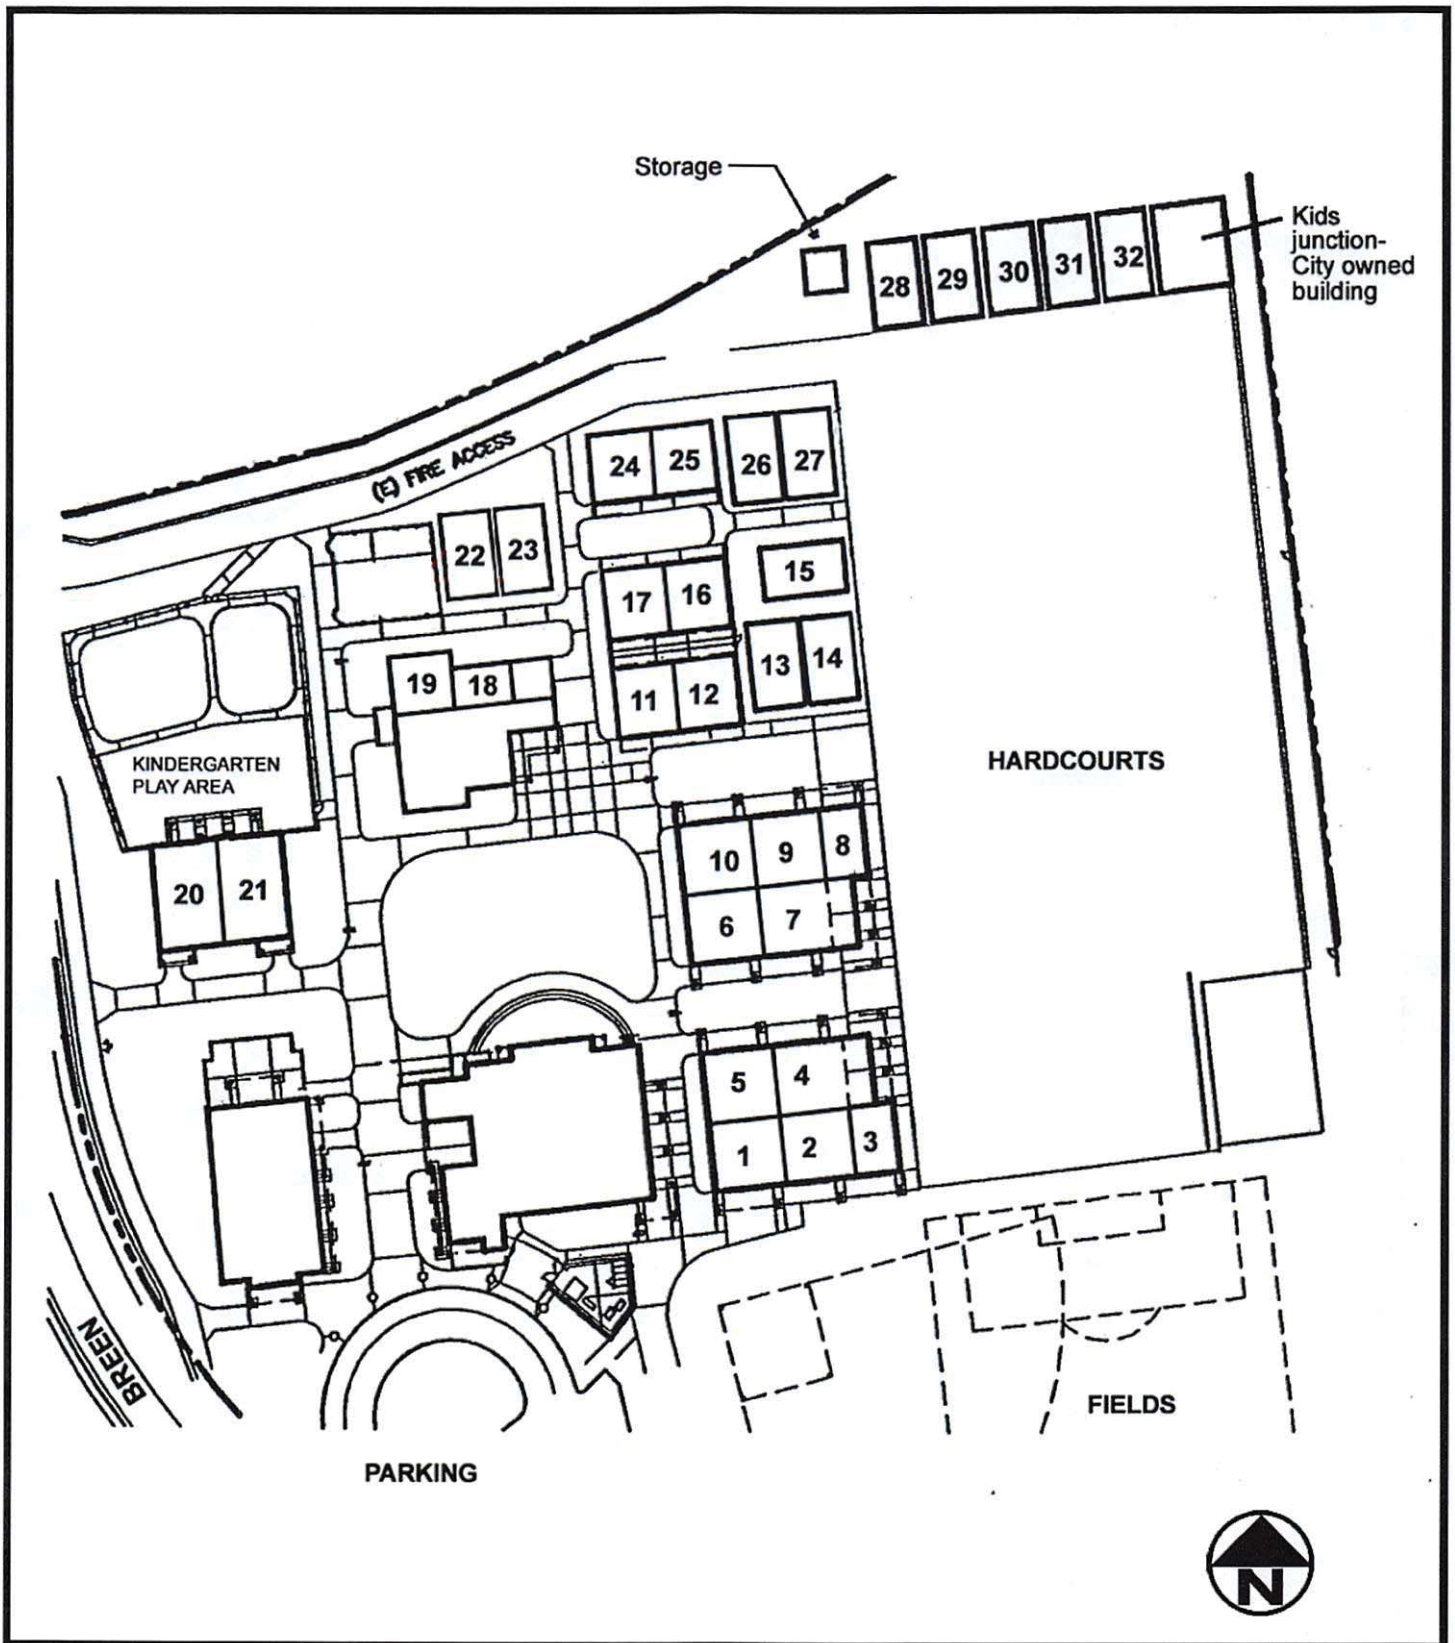 Storage
Kids
junction-
City owned
building
28 29 30 31 32
(E) FIRE ACCESS
24 25 26 27
22 23
15
17 16
13 14
19 18
11 12
KINDERGARTEN
PLAY AREA
HARDCOURTS
10 9 8
20 21
6 7
5 4
1 2 3
BREEN
FIELDS
PARKING
N